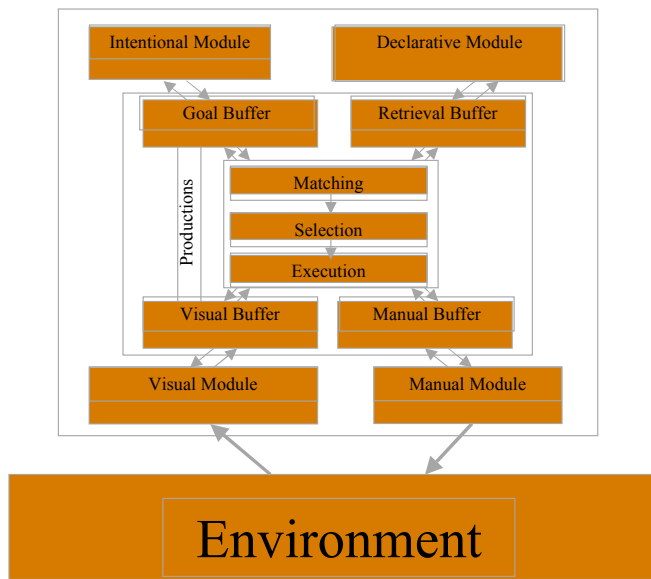 Intentional Module
Declarative Module
Goal Buffer
Retrieval Buffer
Matching
Productions
Selection
Execution
Visual Buffer
Manual Buffer
Visual Module
Manual Module
Environment